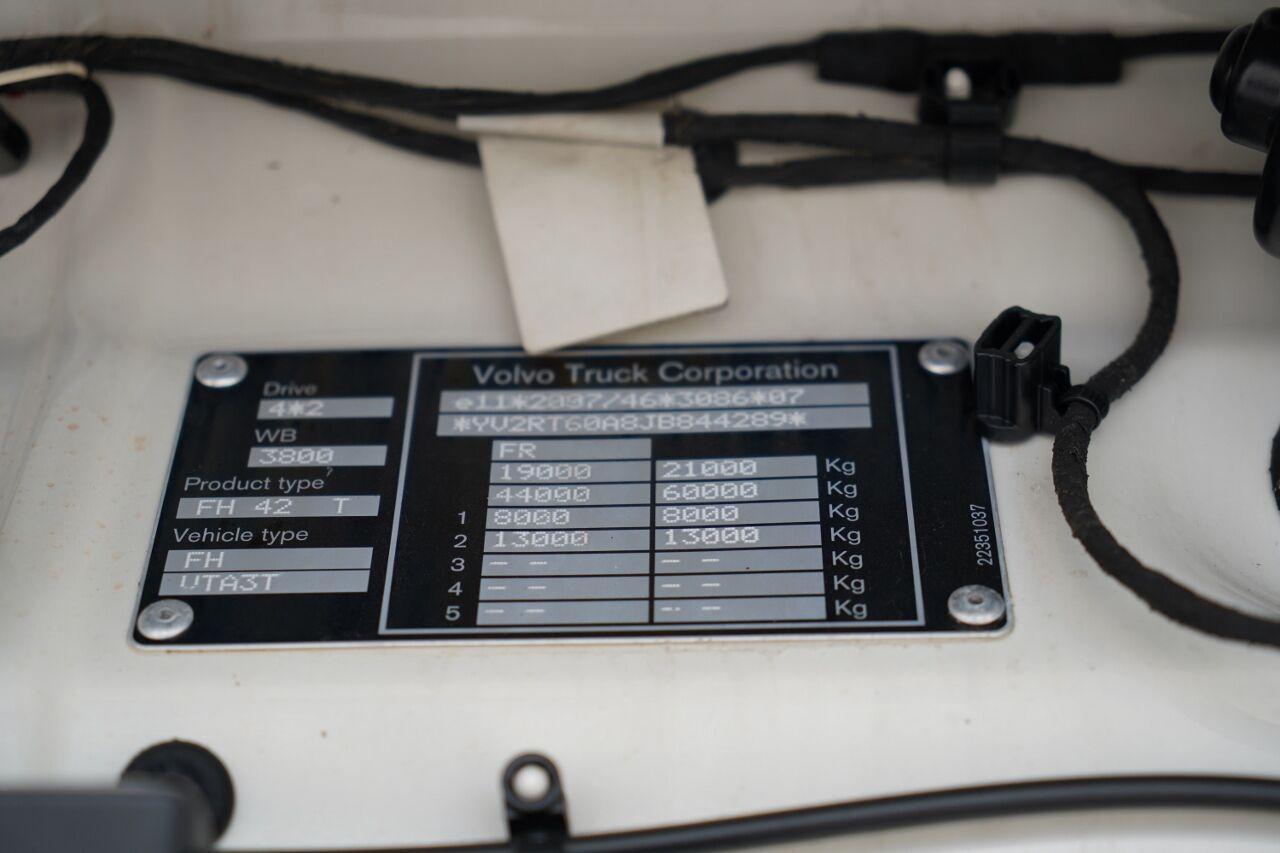 Drive
4*2
WB
3800
Product type
FH 42 T
Vehicle type
FH
VTA3T
Volvo Truck Corporation
e11*2007/46*3086*07
*YV2RT60A8JB844289*
FR
19000 21000 Kg
44000 60000 Kg
1 8000 8000 Kg
2 13000 13000 Kg
3 -- -- -- -- Kg
4 -- -- -- -- Kg
5 -- -- -- -- Kg
22351037